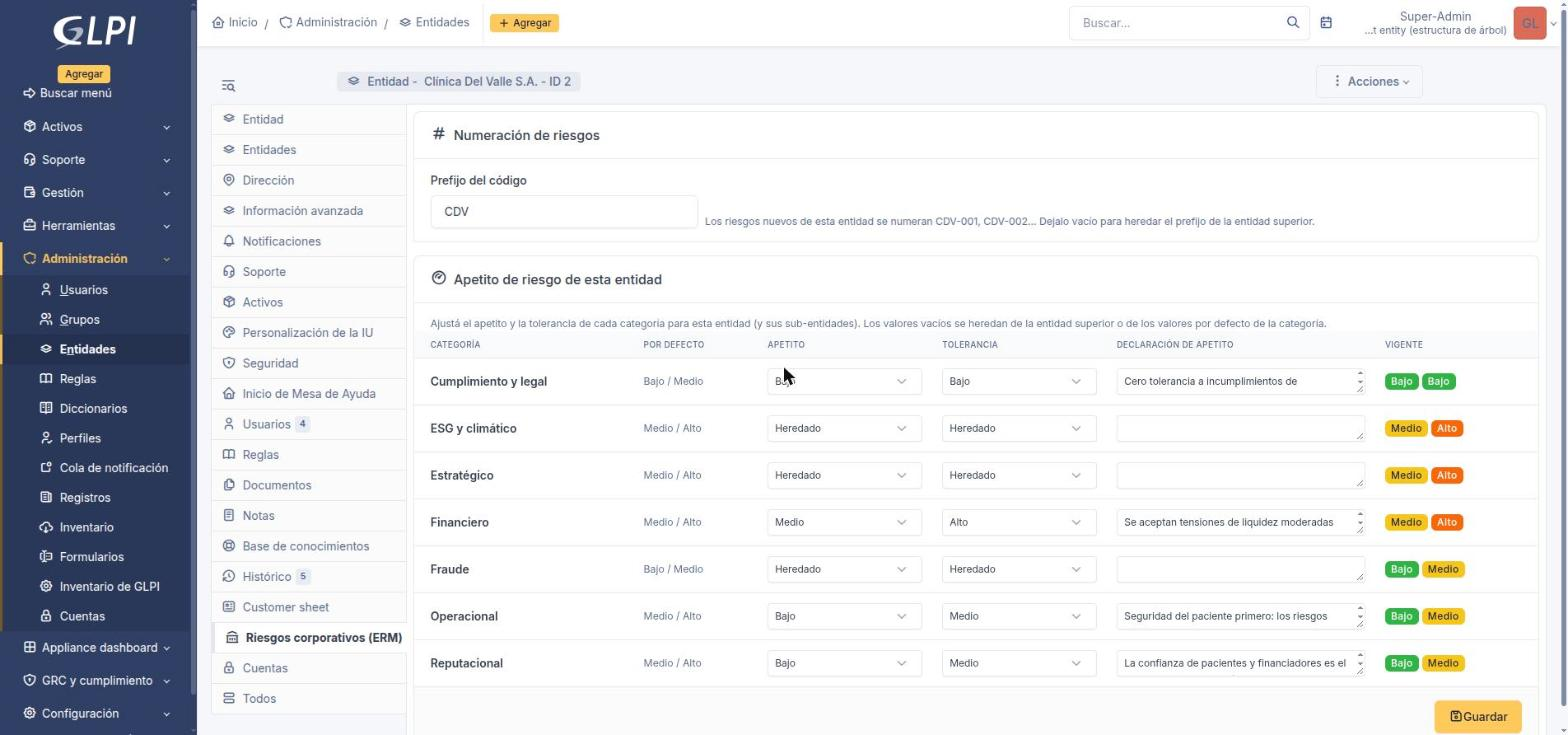 GLPI
Agregar
Buscar menú
Activos
Soporte
Gestión
Herramientas
Administración
Usuarios
Grupos
Entidades
Reglas
Diccionarios
Perfiles
Cola de notificación
Registros
Inventario
Formularios
Inventario de GLPI
Cuentas
Appliance dashboard
GRC y cumplimiento
Configuración
Inicio / Administración / Entidades + Agregar
Buscar...
Super-Admin
...t entity (estructura de árbol)
GL
Entidad - Clínica Del Valle S.A. - ID 2
Acciones
Entidad
Entidades
Dirección
Información avanzada
Notificaciones
Soporte
Activos
Personalización de la IU
Seguridad
Inicio de Mesa de Ayuda
Usuarios 4
Reglas
Documentos
Notas
Base de conocimientos
Histórico 5
Customer sheet
Riesgos corporativos (ERM)
Cuentas
Todos
# Numeración de riesgos
Prefijo del código
CDV
Los riesgos nuevos de esta entidad se numeran CDV-001, CDV-002... Dejalo vacío para heredar el prefijo de la entidad superior.
Apetito de riesgo de esta entidad
Ajustá el apetito y la tolerancia de cada categoría para esta entidad (y sus sub-entidades). Los valores vacíos se heredan de la entidad superior o de los valores por defecto de la categoría.
CATEGORÍA POR DEFECTO APETITO TOLERANCIA DECLARACIÓN DE APETITO VIGENTE
Cumplimiento y legal Bajo / Medio Bajo Bajo Cero tolerancia a incumplimientos de Bajo Bajo
ESG y climático Medio / Alto Heredado Heredado Medio Alto
Estratégico Medio / Alto Heredado Heredado Medio Alto
Financiero Medio / Alto Medio Alto Se aceptan tensiones de liquidez moderadas Medio Alto
Fraude Bajo / Medio Heredado Heredado Bajo Medio
Operacional Medio / Alto Bajo Medio Seguridad del paciente primero: los riesgos Bajo Medio
Reputacional Medio / Alto Bajo Medio La confianza de pacientes y financiadores es el Bajo Medio
Guardar